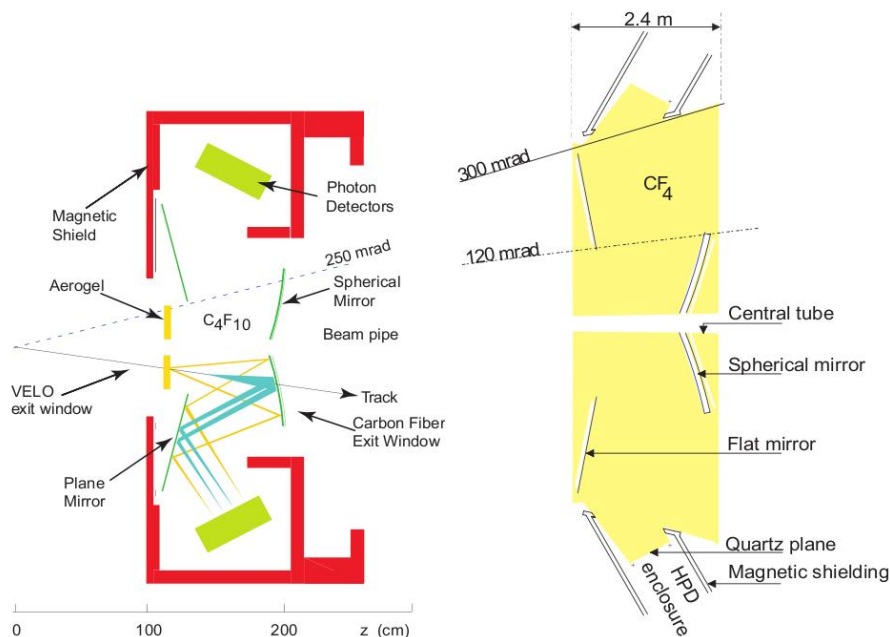 Magnetic
Shield
Aerogel
VELO
exit window
Plane
Mirror
C4F10
250 mrad
Photon
Detectors
Spherical
Mirror
Beam pipe
Track
Carbon Fiber
Exit Window
0
100
200
z (cm)
2.4 m
300 mrad
CF4
120 mrad
Central tube
Spherical mirror
Flat mirror
Quartz plane
Magnetic shielding
HPD
enclosure